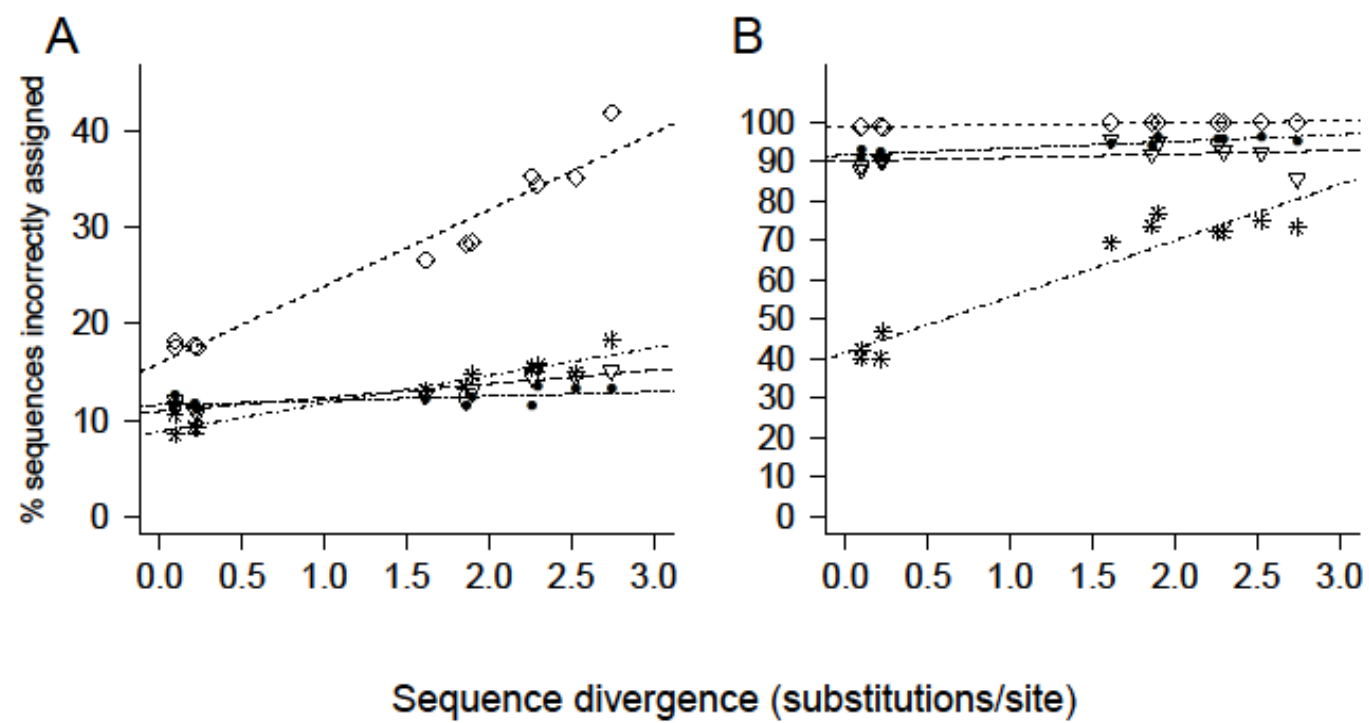 A
B
% sequences incorrectly assigned
40
30
20
10
0
0.0 0.5 1.0 1.5 2.0 2.5 3.0
100
90
80
70
60
50
40
30
20
10
0
0.0 0.5 1.0 1.5 2.0 2.5 3.0
Sequence divergence (substitutions/site)